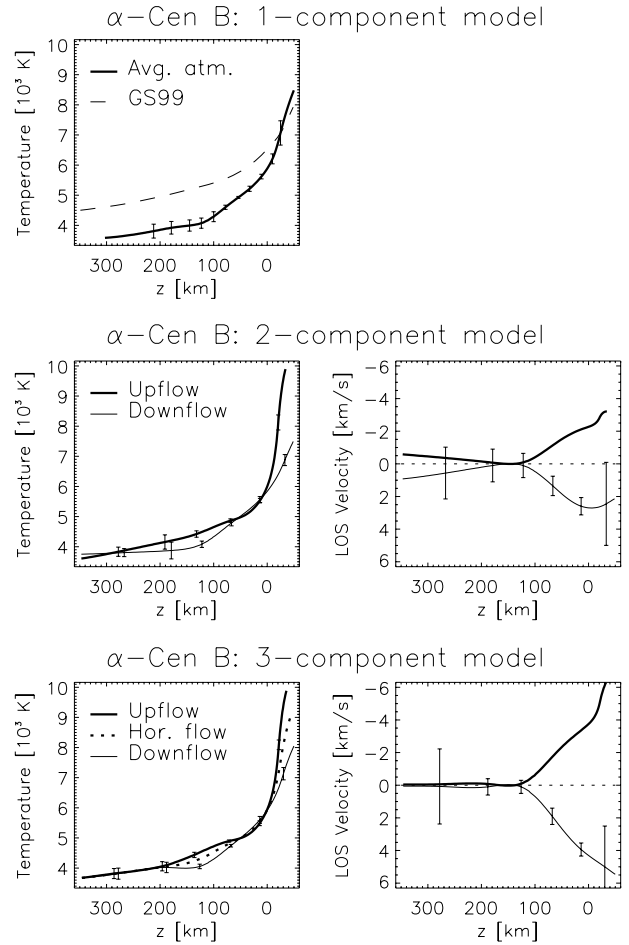 α-Cen B: 1-component model
Temperature [10³ K]
10
9
8
7
6
5
4
Avg. atm.
GS99
300 200 100 0
z [km]
α-Cen B: 2-component model
Temperature [10³ K]
10
9
8
7
6
5
4
Upflow
Downflow
300 200 100 0
z [km]
LOS Velocity [km/s]
-6
-4
-2
0
2
4
6
300 200 100 0
z [km]
α-Cen B: 3-component model
Temperature [10³ K]
10
9
8
7
6
5
4
Upflow
Hor. flow
Downflow
300 200 100 0
z [km]
LOS Velocity [km/s]
-6
-4
-2
0
2
4
6
300 200 100 0
z [km]